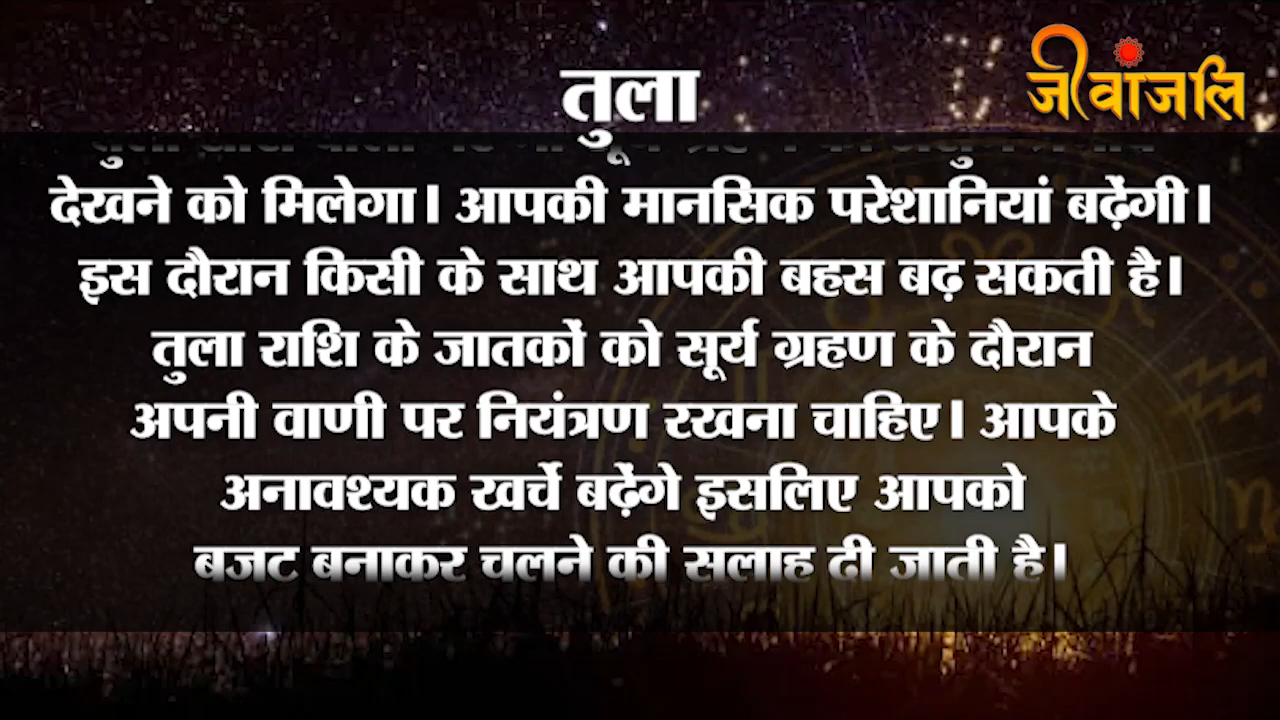 तुला
जीवांजलि
देखने को मिलेगा। आपकी मानसिक परेशानियां बढ़ेंगी।
इस दौरान किसी के साथ आपकी बहस बढ़ सकती है।
तुला राशि के जातकों को सूर्य ग्रहण के दौरान
अपनी वाणी पर नियंत्रण रखना चाहिए। आपके
अनावश्यक खर्चे बढ़ेंगे इसलिए आपको
बजट बनाकर चलने की सलाह दी जाती है।